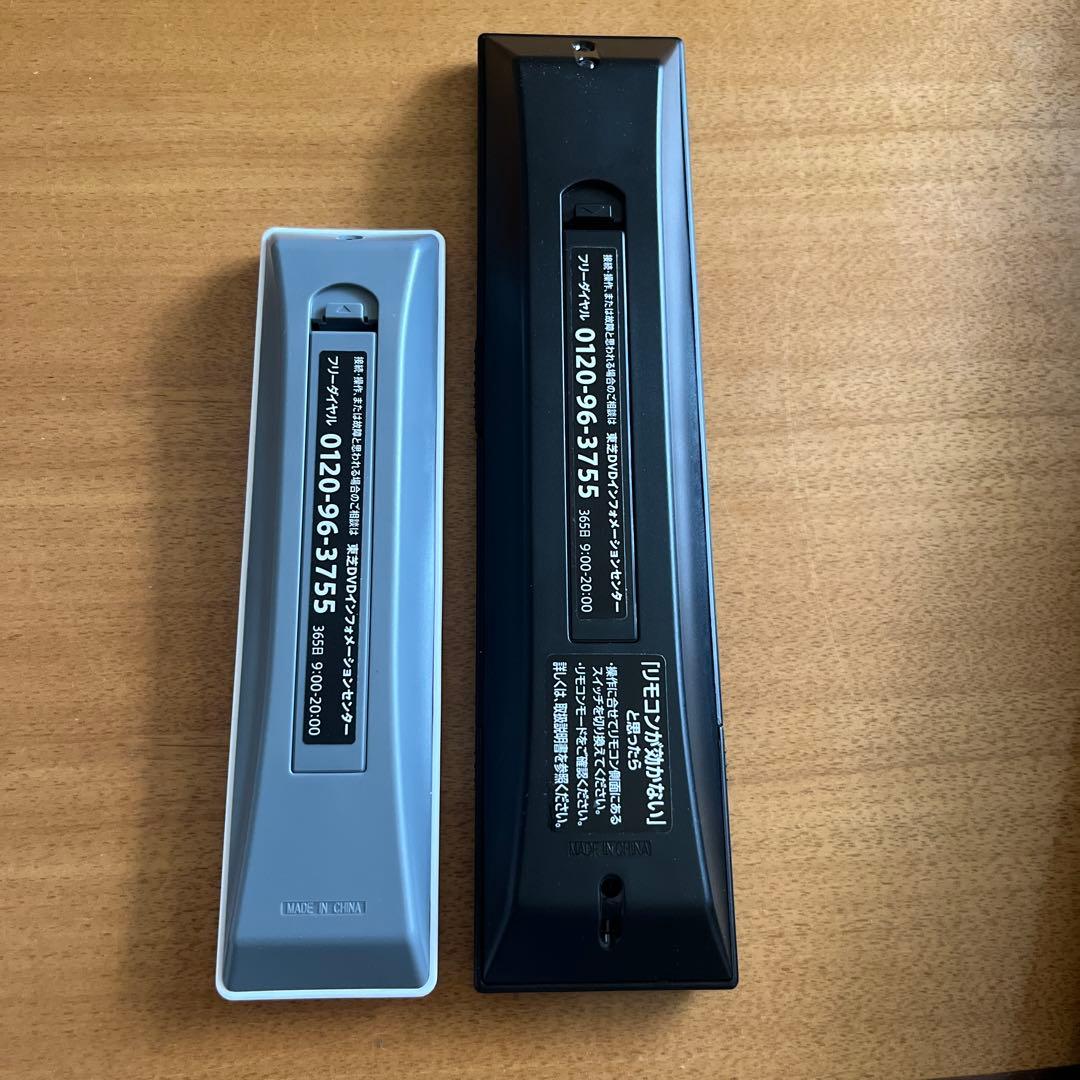 接続・操作、または故障と思われる場合のご相談は 東芝DVDインフォメーションセンター
フリーダイヤル 0120-96-3755 365日 9:00-20:00
MADE IN CHINA
接続・操作、または故障と思われる場合のご相談は 東芝DVDインフォメーションセンター
フリーダイヤル 0120-96-3755 365日 9:00-20:00
「リモコンが効かない」
と思ったら
・操作に合せてリモコン側面にある
スイッチを切り換えてください。
・リモコンモードをご確認ください。
詳しくは、取扱説明書を参照ください。
MADE IN CHINA